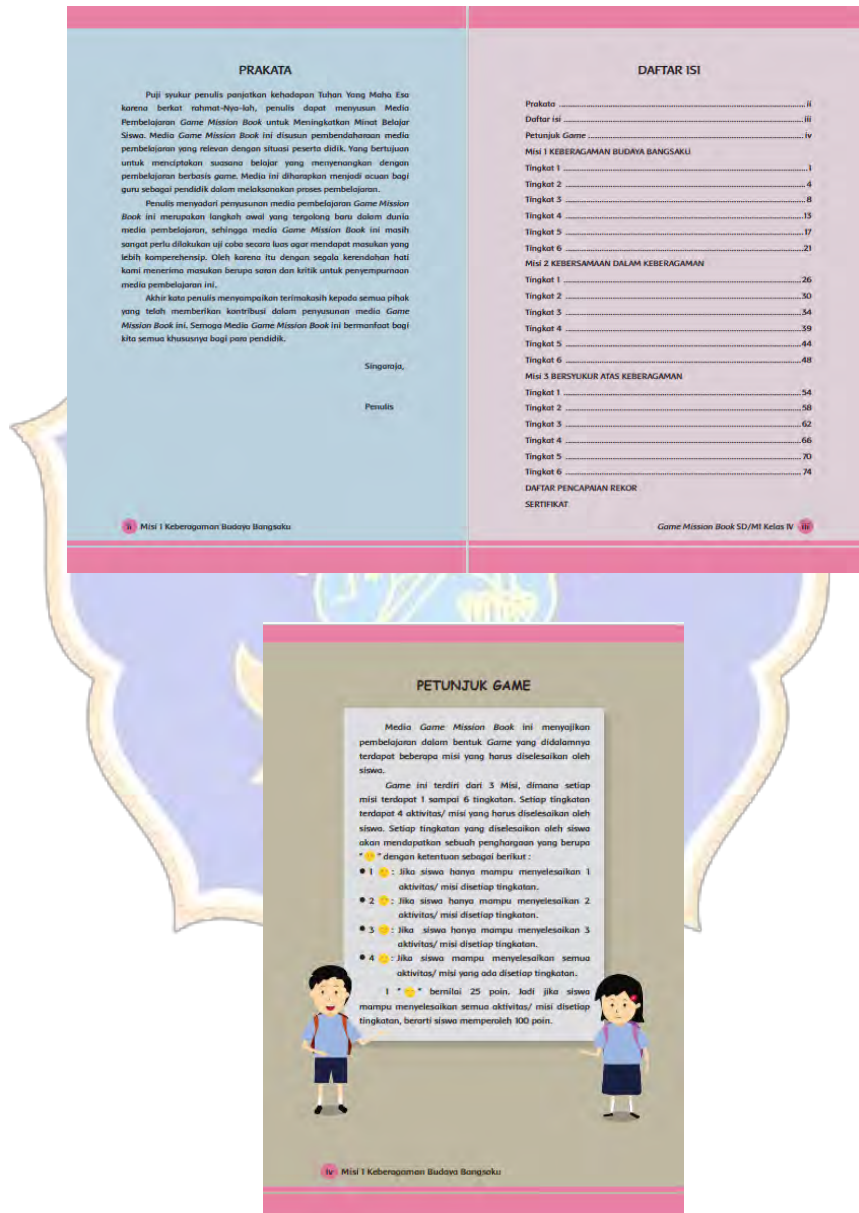 PRAKATA
Puji syukur penulis panjatkan kehadapan Tuhan Yang Maha Esa
karena berkat rahmat-Nya-lah, penulis dapat menyusun Media
Pembelajaran Game Mission Book untuk Meningkatkan Minat Belajar
Siswa. Media Game Mission Book ini disusun pembendaharaan media
pembelajaran yang relevan dengan situasi peserta didik. Yang bertujuan
untuk menciptakan suasana belajar yang menyenangkan dengan
pembelajaran berbasis game. Media ini diharapkan menjadi acuan bagi
guru sebagai pendidik dalam melaksanakan proses pembelajaran.
Penulis menyadari penyusunan media pembelajaran Game Mission
Book ini merupakan langkah awal yang tergolong baru dalam dunia
media pembelajaran, sehingga media Game Mission Book ini masih
sangat perlu dilakukan uji coba secara luas agar mendapat masukan yang
lebih komperehensip. Oleh karena itu dengan segala kerendahan hati
kami menerima masukan berupa saran dan kritik untuk penyempurnaan
media pembelajaran ini.
Akhir kata penulis menyampaikan terimakasih kepada semua pihak
yang telah memberikan kontribusi dalam penyusunan media Game
Mission Book ini. Semoga Media Game Mission Book ini bermanfaat bagi
kita semua khususnya bagi para pendidik.
Singaraja,
Penulis
ii Misi 1 Keberagaman Budaya Bangsaku
DAFTAR ISI
Prakata ii
Daftar isi iii
Petunjuk Game iv
Misi 1 KEBERAGAMAN BUDAYA BANGSAKU
Tingkat 1 1
Tingkat 2 4
Tingkat 3 8
Tingkat 4 13
Tingkat 5 17
Tingkat 6 21
Misi 2 KEBERSAMAAN DALAM KEBERAGAMAN
Tingkat 1 26
Tingkat 2 30
Tingkat 3 34
Tingkat 4 39
Tingkat 5 44
Tingkat 6 48
Misi 3 BERSYUKUR ATAS KEBERAGAMAN
Tingkat 1 54
Tingkat 2 58
Tingkat 3 62
Tingkat 4 66
Tingkat 5 70
Tingkat 6 74
DAFTAR PENCAPAIAN REKOR
SERTIFIKAT
Game Mission Book SD/MI Kelas IV iii
PETUNJUK GAME
Media Game Mission Book ini menyajikan
pembelajaran dalam bentuk Game yang didalamnya
terdapat beberapa misi yang harus diselesaikan oleh
siswa.
Game ini terdiri dari 3 Misi, dimana setiap
misi terdapat 1 sampai 6 tingkatan. Setiap tingkatan
terdapat 4 aktivitas/ misi yang harus diselesaikan oleh
siswa. Setiap tingkatan yang diselesaikan oleh siswa
akan mendapatkan sebuah penghargaan yang berupa
" " dengan ketentuan sebagai berikut :
• 1 : Jika siswa hanya mampu menyelesaikan 1
aktivitas/ misi disetiap tingkatan.
• 2 : Jika siswa hanya mampu menyelesaikan 2
aktivitas/ misi disetiap tingkatan.
• 3 : Jika siswa hanya mampu menyelesaikan 3
aktivitas/ misi disetiap tingkatan.
• 4 : Jika siswa mampu menyelesaikan semua
aktivitas/ misi yang ada disetiap tingkatan.
1 " " bernilai 25 poin. Jadi jika siswa
mampu menyelesaikan semua aktivitas/ misi disetiap
tingkatan, berarti siswa memperoleh 100 poin.
iv Misi 1 Keberagaman Budaya Bangsaku